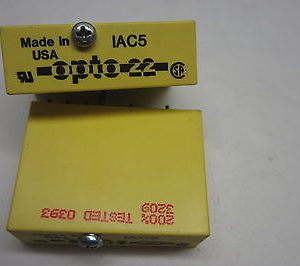 Made in
USA
IAC5
opto 22
200% TESTED 0393
3209